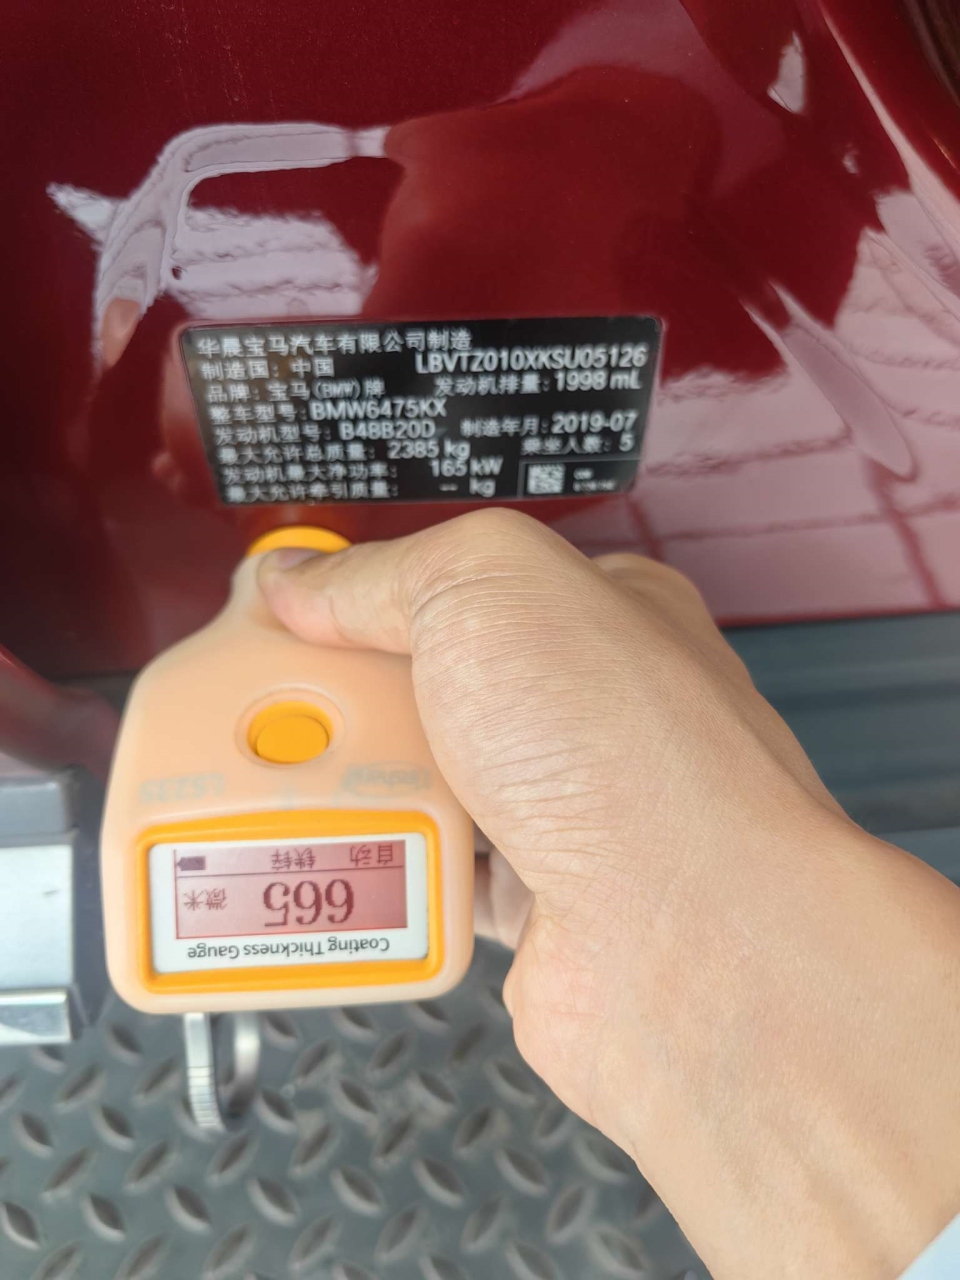 华晨宝马汽车有限公司制造
制造国：中国 LBVTZ010XKSU05126
品牌：宝马(BMW)牌 发动机排量：1998 mL
整车型号：BMW6475KX
发动机型号：B48B20D 制造年月：2019-07
最大允许总质量：2385 kg 乘坐人数：5
发动机最大净功率：165 kW
最大允许牵引质量：-- kg
Coating Thickness Gauge
665 微米
自动 铁锌